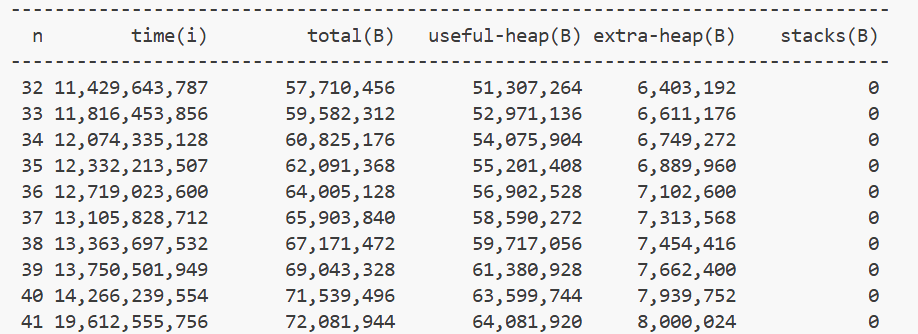 --------------------------------------------------------------------------------
  n        time(i)         total(B)   useful-heap(B) extra-heap(B)    stacks(B)
--------------------------------------------------------------------------------
 32 11,429,643,787       57,710,456       51,307,264     6,403,192            0
 33 11,816,453,856       59,582,312       52,971,136     6,611,176            0
 34 12,074,335,128       60,825,176       54,075,904     6,749,272            0
 35 12,332,213,507       62,091,368       55,201,408     6,889,960            0
 36 12,719,023,600       64,005,128       56,902,528     7,102,600            0
 37 13,105,828,712       65,903,840       58,590,272     7,313,568            0
 38 13,363,697,532       67,171,472       59,717,056     7,454,416            0
 39 13,750,501,949       69,043,328       61,380,928     7,662,400            0
 40 14,266,239,554       71,539,496       63,599,744     7,939,752            0
 41 19,612,555,756       72,081,944       64,081,920     8,000,024            0